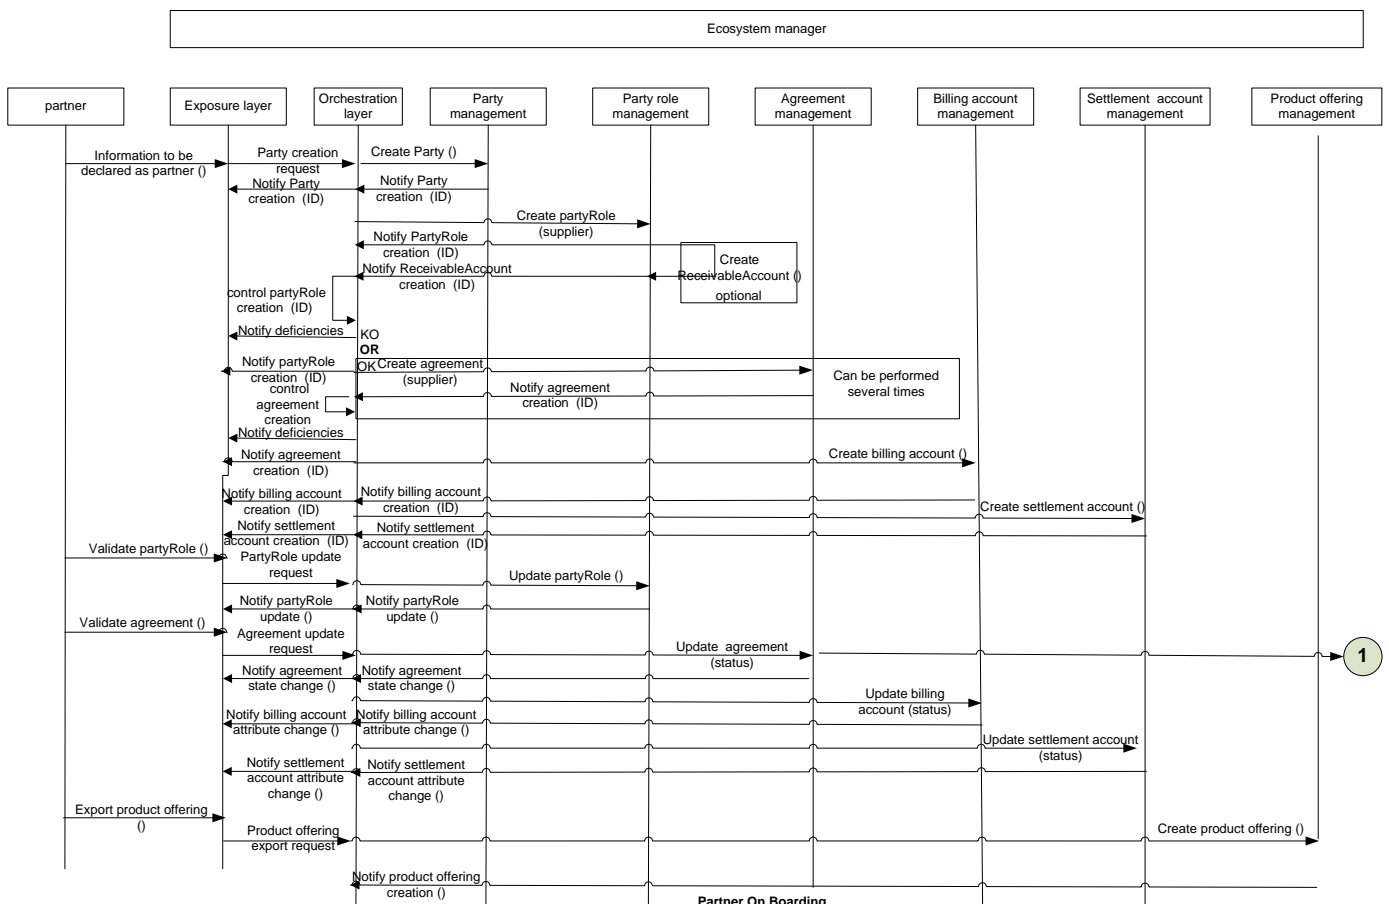 Ecosystem manager
partner
Exposure layer
Orchestration
layer
Party
management
Party role
management
Agreement
management
Billing account
management
Settlement account
management
Product offering
management
Information to be
declared as partner ()
Party creation
request
Create Party ()
Notify Party
creation (ID)
Notify Party
creation (ID)
Create partyRole
(supplier)
Notify PartyRole
creation (ID)
Create
ReceivableAccount ()
optional
Notify ReceivableAccount
creation (ID)
control partyRole
creation (ID)
Notify deficiencies
KO
OR
OK
Notify partyRole
creation (ID)
Create agreement
(supplier)
Can be performed
several times
control
agreement
creation
Notify agreement
creation (ID)
Notify deficiencies
Notify agreement
creation (ID)
Create billing account ()
Notify billing account
creation (ID)
Notify billing account
creation (ID)
Create settlement account ()
Notify settlement
account creation (ID)
Notify settlement
account creation (ID)
Validate partyRole ()
PartyRole update
request
Update partyRole ()
Notify partyRole
update ()
Notify partyRole
update ()
Validate agreement ()
Agreement update
request
Update agreement
(status)
1
Notify agreement
state change ()
Notify agreement
state change ()
Update billing
account (status)
Notify billing account
attribute change ()
Notify billing account
attribute change ()
Update settlement account
(status)
Notify settlement
account attribute
change ()
Notify settlement
account attribute
change ()
Export product offering
()
Product offering
export request
Create product offering ()
Notify product offering
creation ()
Partner On Boarding